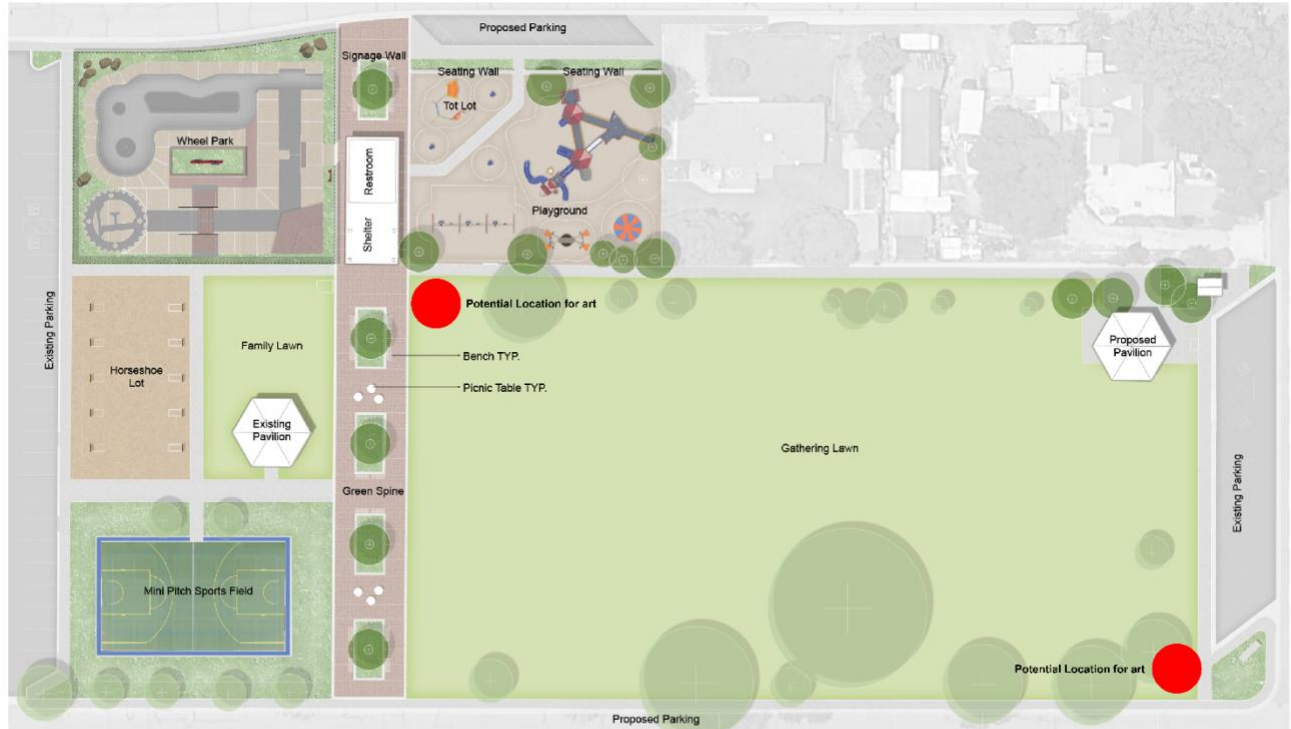 Proposed Parking
Signage Wall
Seating Wall
Seating Wall
Tot Lot
Wheel Park
Restroom
Playground
Shelter
Potential Location for art
Existing Parking
Family Lawn
Bench TYP.
Proposed
Pavilion
Horseshoe
Lot
Picnic Table TYP.
Existing
Pavilion
Gathering Lawn
Green Spine
Existing Parking
Mini Pitch Sports Field
Potential Location for art
Proposed Parking